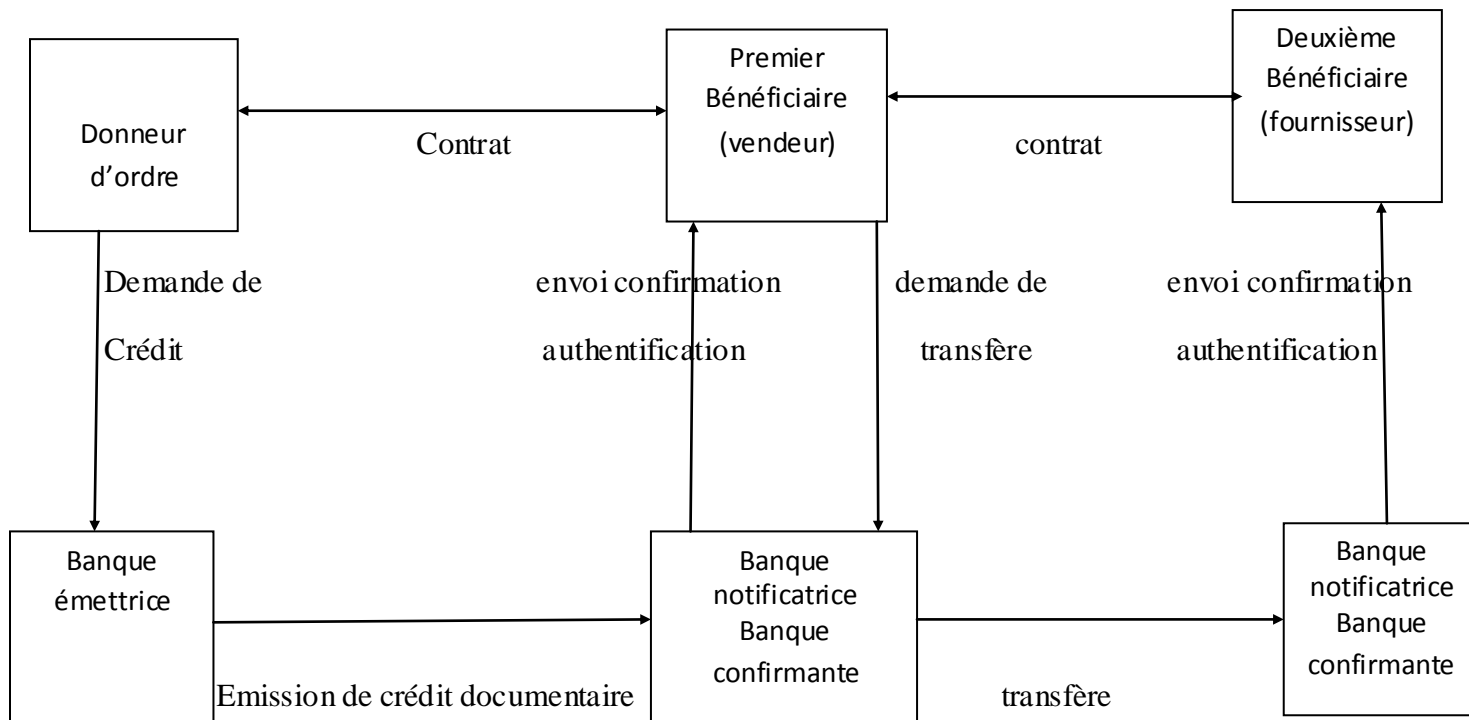 Donneur
d’ordre
Contrat
Premier
Bénéficiaire
(vendeur)
contrat
Deuxième
Bénéficiaire
(fournisseur)
Demande de
Crédit
envoi confirmation
authentification
demande de
transfère
envoi confirmation
authentification
Banque
émettrice
Emission de crédit documentaire
Banque
notificatrice
Banque
confirmante
transfère
Banque
notificatrice
Banque
confirmante